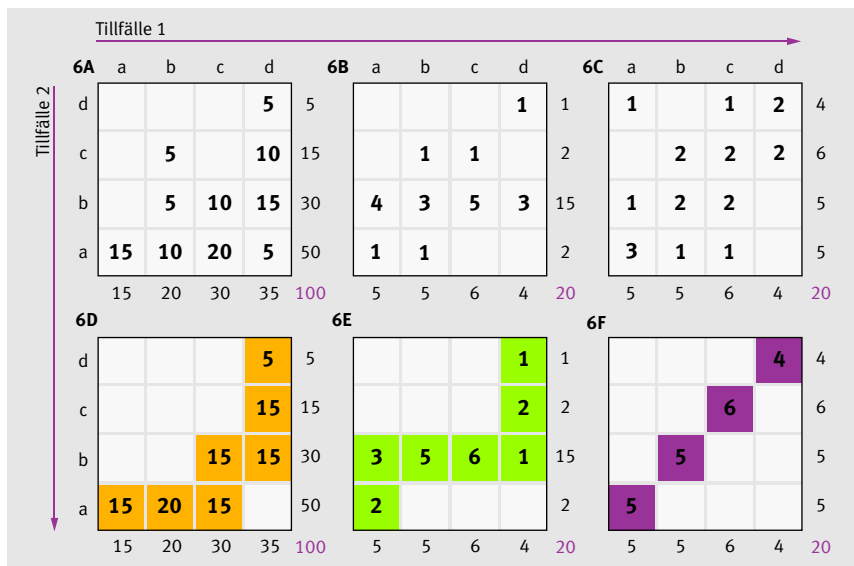 Tillfälle 1
Tillfälle 2
6A a b c d
d 5 5
c 5 10 15
b 5 10 15 30
a 15 10 20 5 50
15 20 30 35 100
6B a b c d
1 1
1 1 2
4 3 5 3 15
1 1 2
5 5 6 4 20
6C a b c d
1 1 2 4
2 2 2 6
1 2 2 5
3 1 1 5
5 5 6 4 20
6D
d 5 5
c 15 15
b 15 15 30
a 15 20 15 50
15 20 30 35 100
6E
1 1
2 2
3 5 6 1 15
2 2
5 5 6 4 20
6F
4 4
6 6
5 5
5 5
5 5 6 4 20